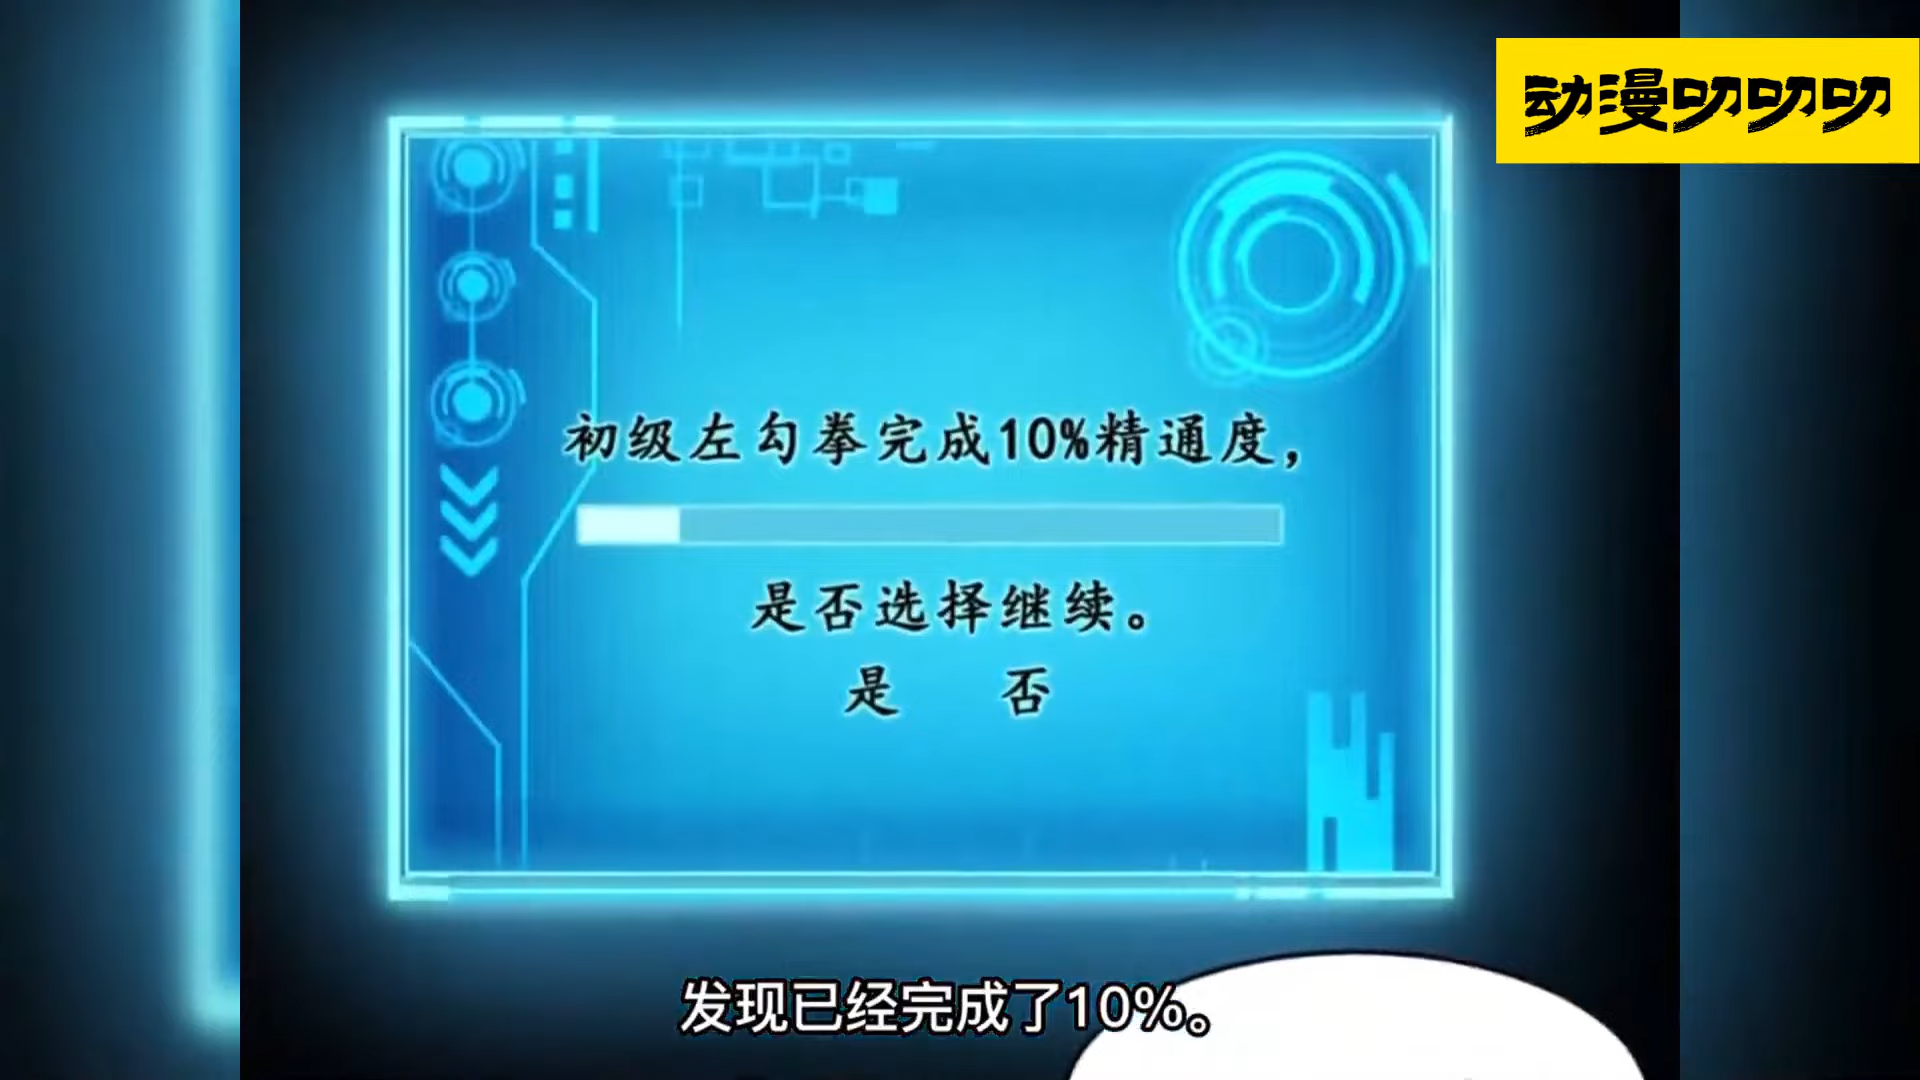 动漫叨叨叨
初级左勾拳完成10%精通度，
是否选择继续。
是 否
发现已经完成了10%。